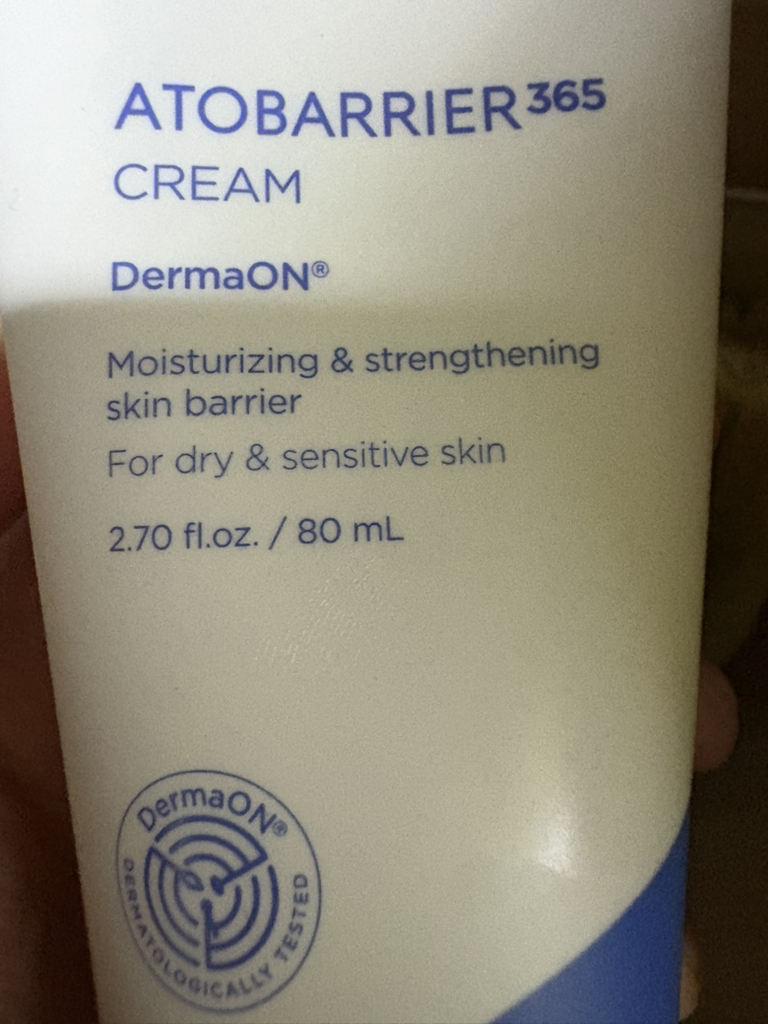 ATOBARRIER365
CREAM
DermaON®
Moisturizing & strengthening
skin barrier
For dry & sensitive skin
2.70 fl.oz. / 80 mL
DermaON®
DERMATOLOGICALLY TESTED